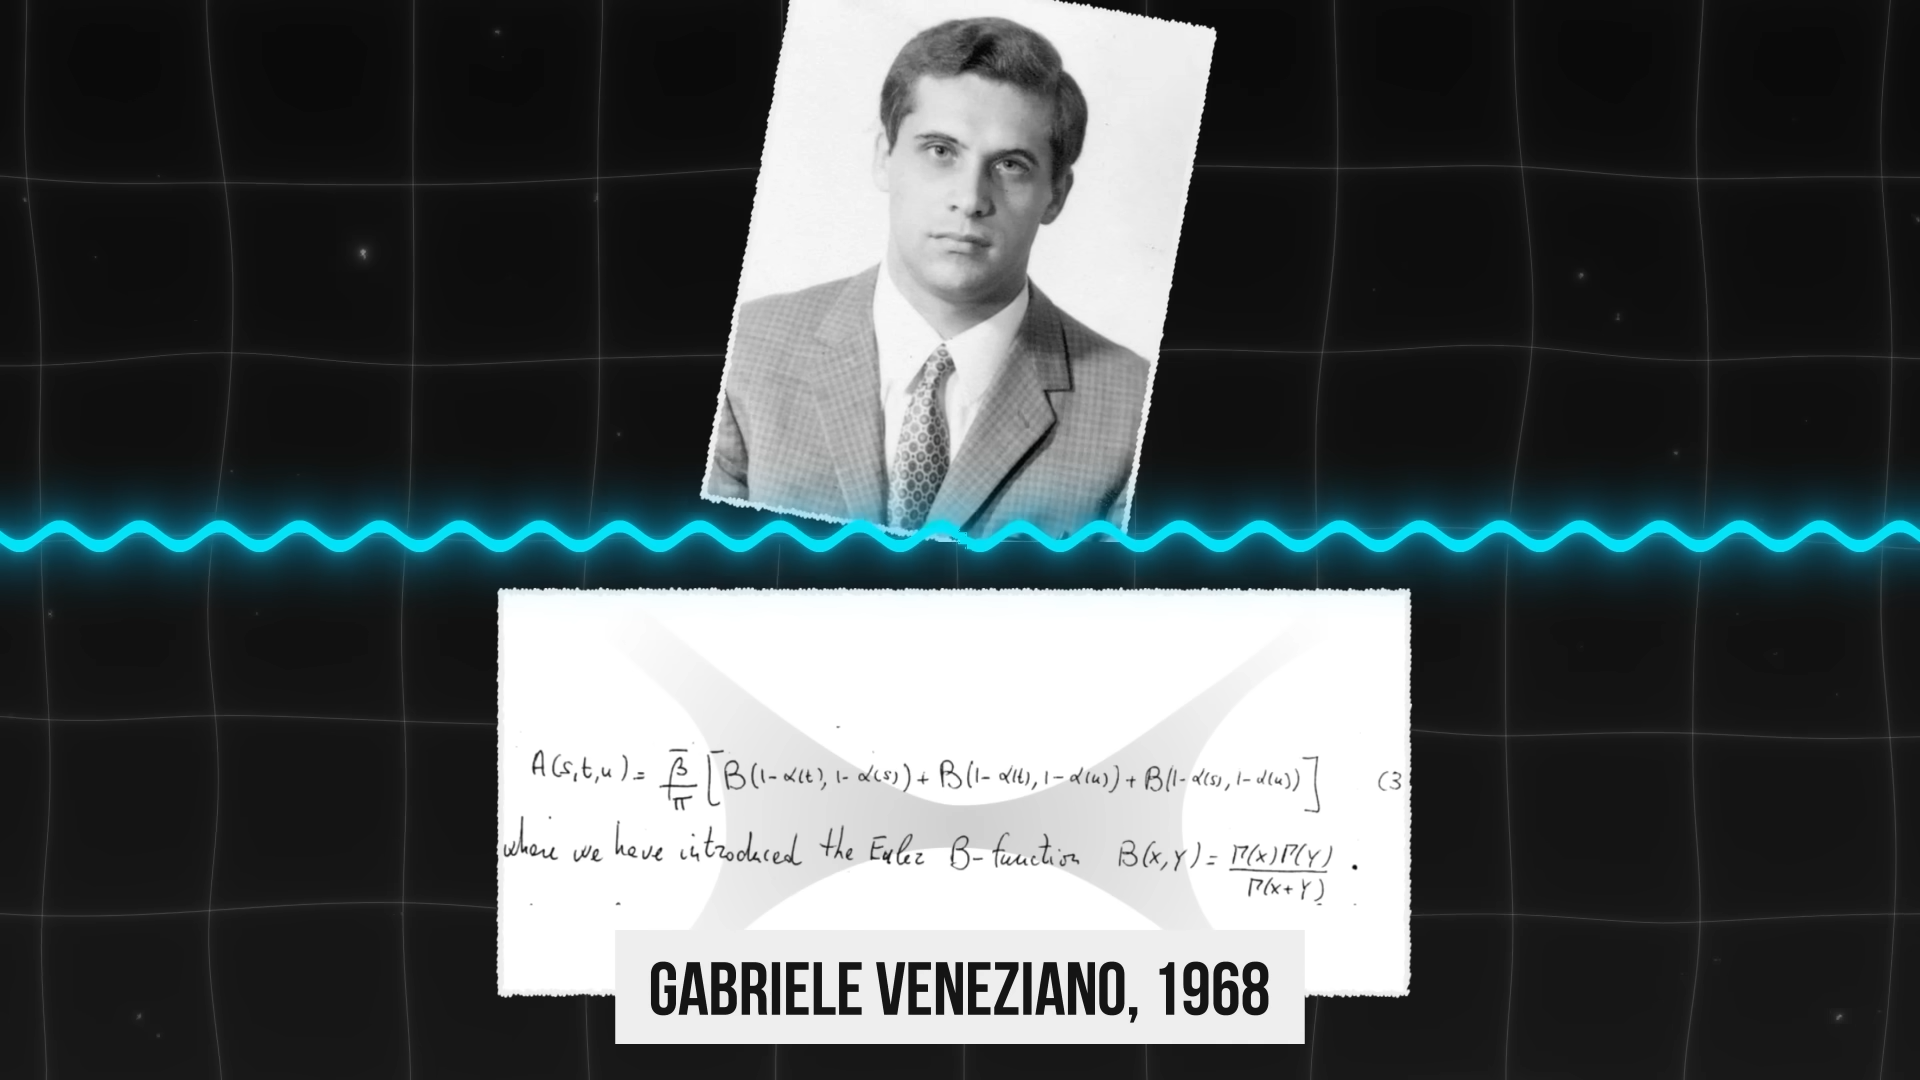 A(s,t,u) = β̄/π [B(1-α(t), 1-α(s)) + B(1-α(t), 1-α(u)) + B(1-α(s), 1-α(u))] (3
where we have introduced the Euler B-function B(x,y) = Γ(x)Γ(y)/Γ(x+y) .
GABRIELE VENEZIANO, 1968